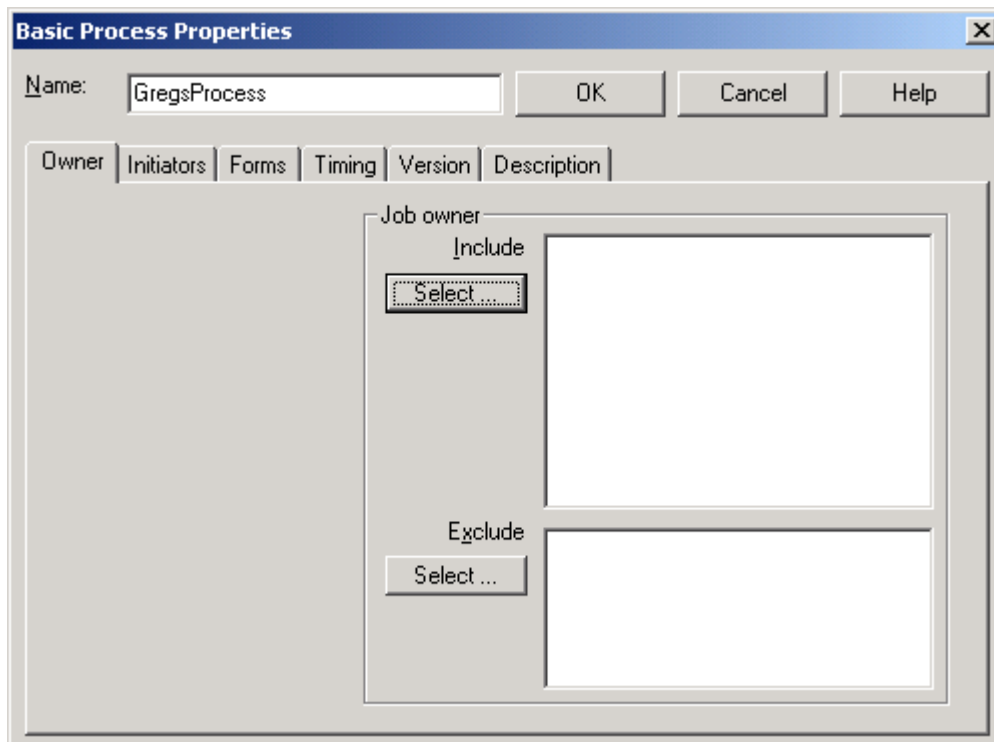 Basic Process Properties
Name: GregsProcess OK Cancel Help
Owner Initiators Forms Timing Version Description
Job owner
Include
Select ...
Exclude
Select ...